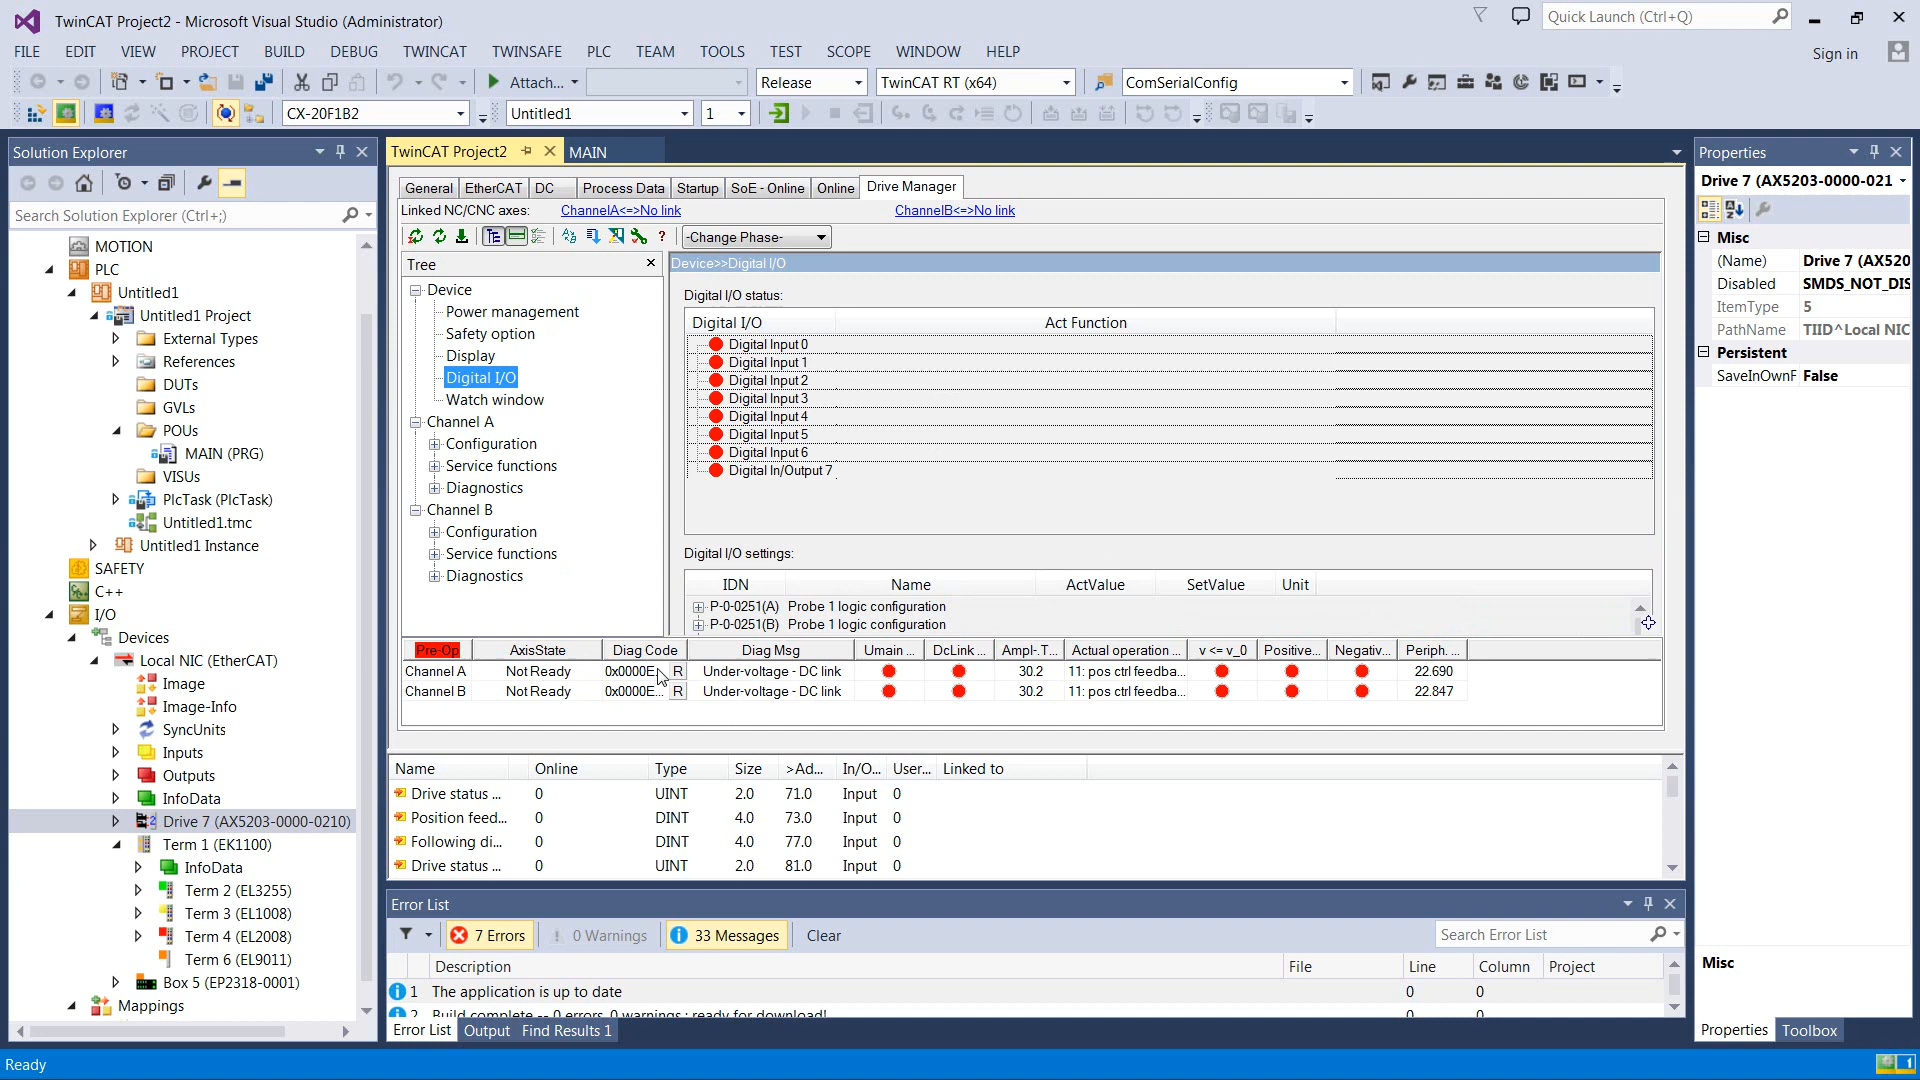 TwinCAT Project2 - Microsoft Visual Studio (Administrator)
Quick Launch (Ctrl+Q)
FILE EDIT VIEW PROJECT BUILD DEBUG TWINCAT TWINSAFE PLC TEAM TOOLS TEST SCOPE WINDOW HELP
Sign in
Attach...
Release
TwinCAT RT (x64)
ComSerialConfig
CX-20F1B2
Untitled1
1
Solution Explorer
Search Solution Explorer (Ctrl+;)
MOTION
PLC
Untitled1
Untitled1 Project
External Types
References
DUTs
GVLs
POUs
MAIN (PRG)
VISUs
PlcTask (PlcTask)
Untitled1.tmc
Untitled1 Instance
SAFETY
C++
I/O
Devices
Local NIC (EtherCAT)
Image
Image-Info
SyncUnits
Inputs
Outputs
InfoData
Drive 7 (AX5203-0000-0210)
Term 1 (EK1100)
InfoData
Term 2 (EL3255)
Term 3 (EL1008)
Term 4 (EL2008)
Term 6 (EL9011)
Box 5 (EP2318-0001)
Mappings
TwinCAT Project2
MAIN
General EtherCAT DC Process Data Startup SoE - Online Online Drive Manager
Linked NC/CNC axes: ChannelA<=>No link ChannelB<=>No link
-Change Phase-
Tree
Device
Power management
Safety option
Display
Digital I/O
Watch window
Channel A
Configuration
Service functions
Diagnostics
Channel B
Configuration
Service functions
Diagnostics
Device>>Digital I/O
Digital I/O status:
Digital I/O Act Function
Digital Input 0
Digital Input 1
Digital Input 2
Digital Input 3
Digital Input 4
Digital Input 5
Digital Input 6
Digital In/Output 7
Digital I/O settings:
IDN Name ActValue SetValue Unit
P-0-0251(A) Probe 1 logic configuration
P-0-0251(B) Probe 1 logic configuration
Pre-Op AxisState Diag Code Diag Msg Umain ... DcLink ... Ampl-T... Actual operation ... v <= v_0 Positive... Negativ... Periph. ...
Channel A Not Ready 0x0000E... R Under-voltage - DC link 30.2 11: pos ctrl feedba... 22.690
Channel B Not Ready 0x0000E... R Under-voltage - DC link 30.2 11: pos ctrl feedba... 22.847
Name Online Type Size >Ad... In/O... User... Linked to
Drive status ... 0 UINT 2.0 71.0 Input 0
Position feed... 0 DINT 4.0 73.0 Input 0
Following di... 0 DINT 4.0 77.0 Input 0
Drive status ... 0 UINT 2.0 81.0 Input 0
Error List
7 Errors
0 Warnings
33 Messages
Clear
Search Error List
Description File Line Column Project
1 The application is up to date 0 0
2 Build complete -- 0 errors, 0 warnings : ready for download! 0 0
Error List Output Find Results 1
Properties
Drive 7 (AX5203-0000-021
Misc
(Name) Drive 7 (AX520
Disabled SMDS_NOT_DIS
ItemType 5
PathName TIID^Local NIC
Persistent
SaveInOwnF False
Misc
Properties Toolbox
Ready
1